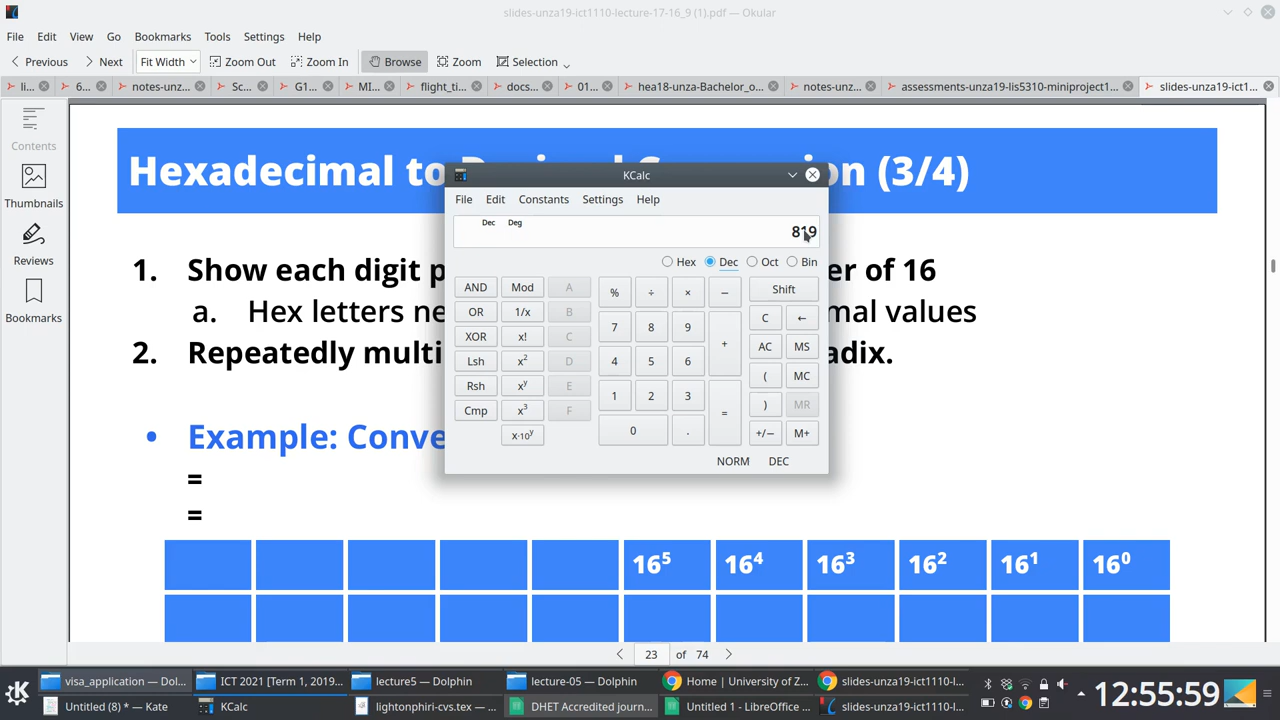 slides-unza19-ict1110-lecture-17-16_9 (1).pdf — Okular
File Edit View Go Bookmarks Tools Settings Help
Previous Next Fit Width Zoom Out Zoom In Browse Zoom Selection
li... 6... notes-unz... Sc... G1... MI... flight_ti... docs... 01... hea18-unza-Bachelor_o... notes-unz... assessments-unza19-lis5310-miniproject1... slides-unza19-ict1...
Contents
Thumbnails
Reviews
Bookmarks
Hexadecimal to (3/4)
1. Show each digit er of 16
a. Hex letters mal values
2. Repeatedly adix.
• Example:
=
=
16⁵ 16⁴ 16³ 16² 16¹ 16⁰
KCalc
File Edit Constants Settings Help
Dec Deg
819
Hex Dec Oct Bin
AND Mod A % ÷ × − Shift
OR 1/x B 7 8 9 + C ←
XOR x! C AC MS
Lsh x² D 4 5 6 ( MC
Rsh xʸ E 1 2 3 = ) MR
Cmp x³ F 0 . +/− M+
x·10ʸ
NORM DEC
23 of 74
visa_application — Dol... ICT 2021 [Term 1, 2019... lecture5 — Dolphin lecture-05 — Dolphin Home | University of Z... slides-unza19-ict1110-l...
Untitled (8) * — Kate KCalc lightonphiri-cvs.tex — ... DHET Accredited journ... Untitled 1 - LibreOffice ... slides-unza19-ict1110-l...
12:55:59